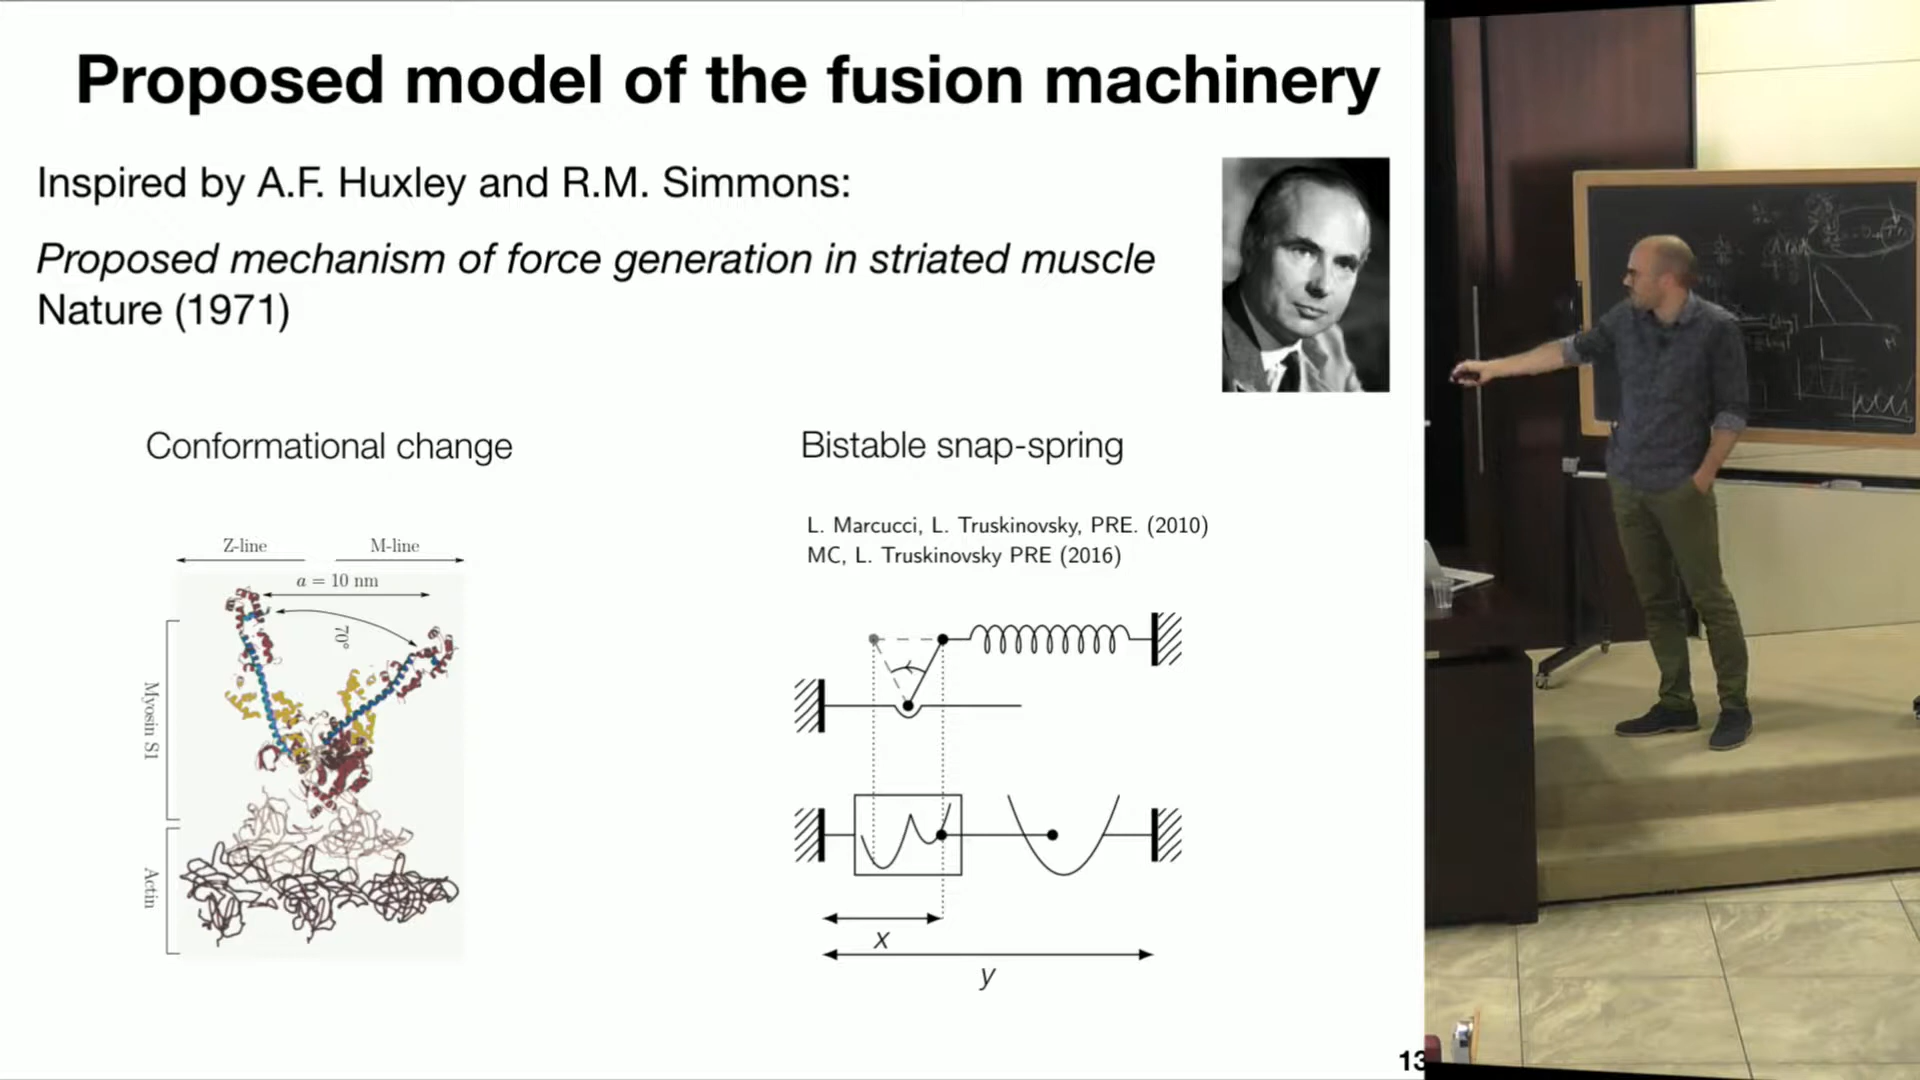 Proposed model of the fusion machinery
Inspired by A.F. Huxley and R.M. Simmons:
Proposed mechanism of force generation in striated muscle
Nature (1971)
Conformational change
Z-line
M-line
a = 10 nm
70°
Myosin S1
Actin
Bistable snap-spring
L. Marcucci, L. Truskinovsky, PRE. (2010)
MC, L. Truskinovsky PRE (2016)
x
y
13